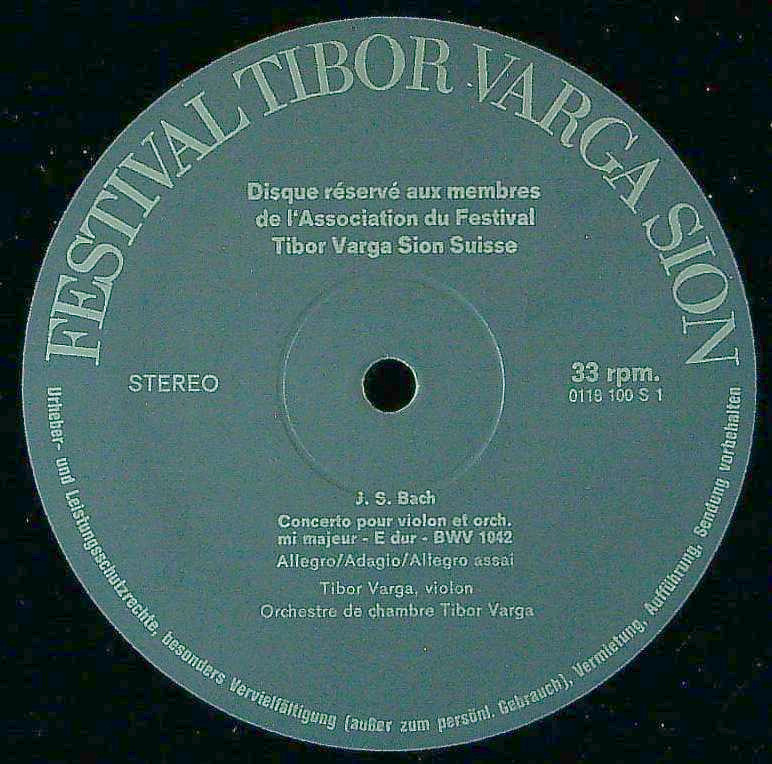 FESTIVAL TIBOR VARGA SION
Disque réservé aux membres
de l'Association du Festival
Tibor Varga Sion Suisse
STEREO
33 rpm.
0118 100 S 1
J. S. Bach
Concerto pour violon et orch.
mi majeur - E dur - BWV 1042
Allegro/Adagio/Allegro assai
Tibor Varga, violon
Orchestre de chambre Tibor Varga
Urheber- und Leistungsschutzrechte, besonders Vervielfältigung (außer zum persönl. Gebrauch), Vermietung, Aufführung, Sendung vorbehalten